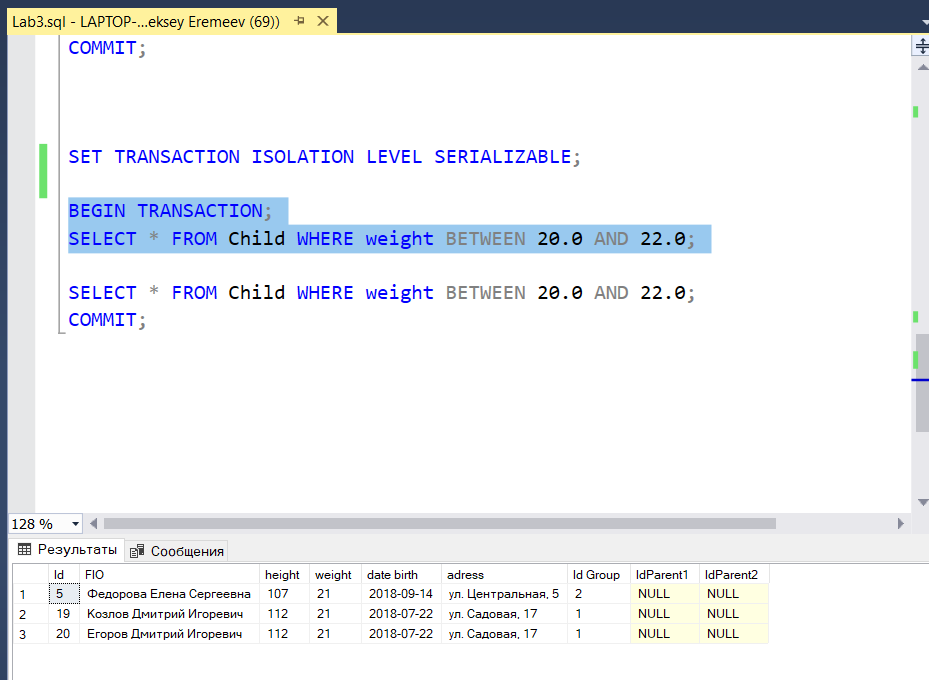 Lab3.sql - LAPTOP-...eksey Eremeev (69))
COMMIT;
SET TRANSACTION ISOLATION LEVEL SERIALIZABLE;
BEGIN TRANSACTION;
SELECT * FROM Child WHERE weight BETWEEN 20.0 AND 22.0;
SELECT * FROM Child WHERE weight BETWEEN 20.0 AND 22.0;
COMMIT;
128 %
Результаты Сообщения
Id FIO height weight date birth adress Id Group IdParent1 IdParent2
1 5 Федорова Елена Сергеевна 107 21 2018-09-14 ул. Центральная, 5 2 NULL NULL
2 19 Козлов Дмитрий Игоревич 112 21 2018-07-22 ул. Садовая, 17 1 NULL NULL
3 20 Егоров Дмитрий Игоревич 112 21 2018-07-22 ул. Садовая, 17 1 NULL NULL